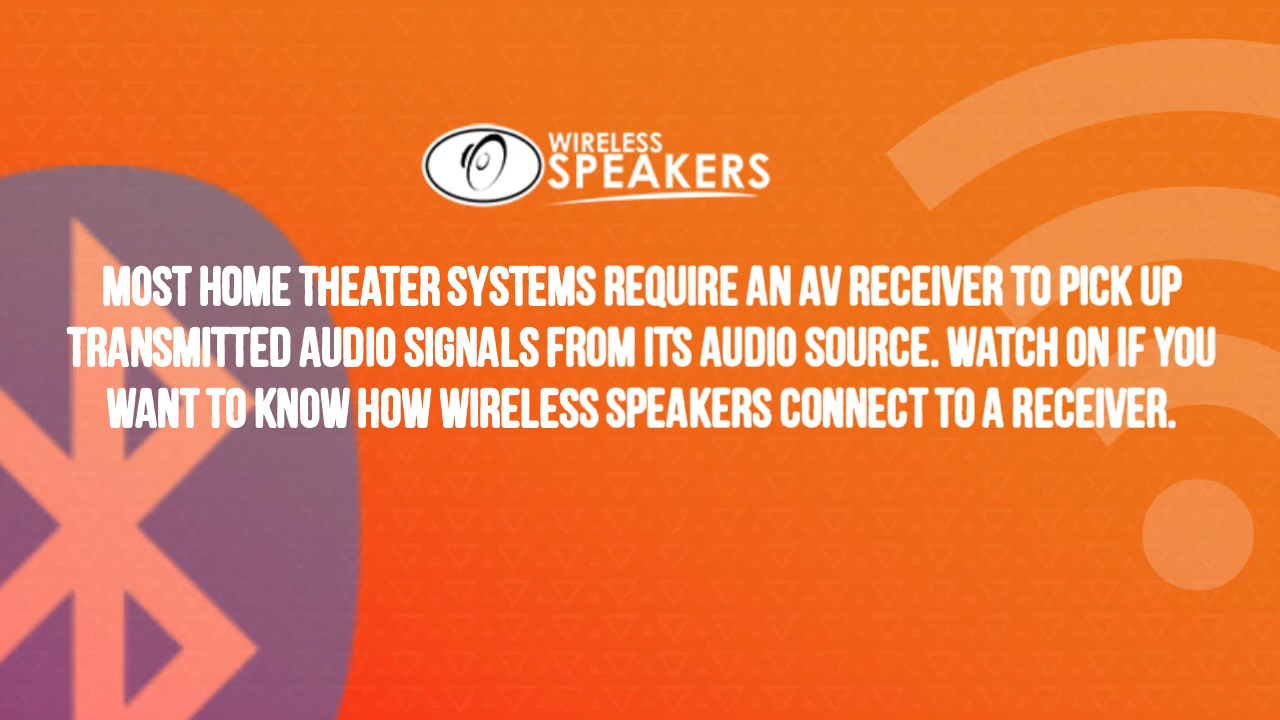 WIRELESS
SPEAKERS
MOST HOME THEATER SYSTEMS REQUIRE AN AV RECEIVER TO PICK UP
TRANSMITTED AUDIO SIGNALS FROM ITS AUDIO SOURCE. WATCH ON IF YOU
WANT TO KNOW HOW WIRELESS SPEAKERS CONNECT TO A RECEIVER.